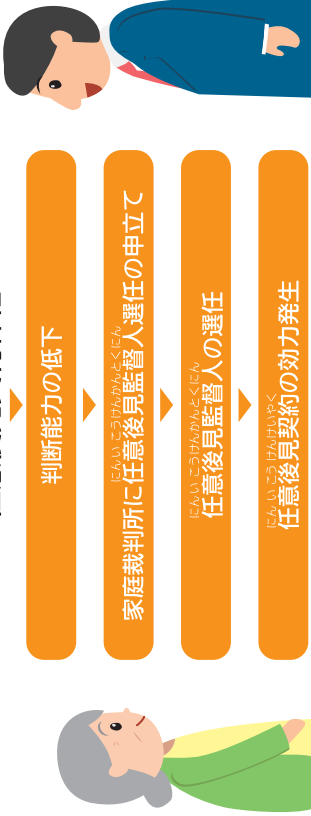 判断能力の低下
にんいこうけんかんとくにん
家庭裁判所に任意後見監督人選任の申立て
にんいこうけんかんとくにん
任意後見監督人の選任
にんいこうけんけいやく
任意後見契約の効力発生